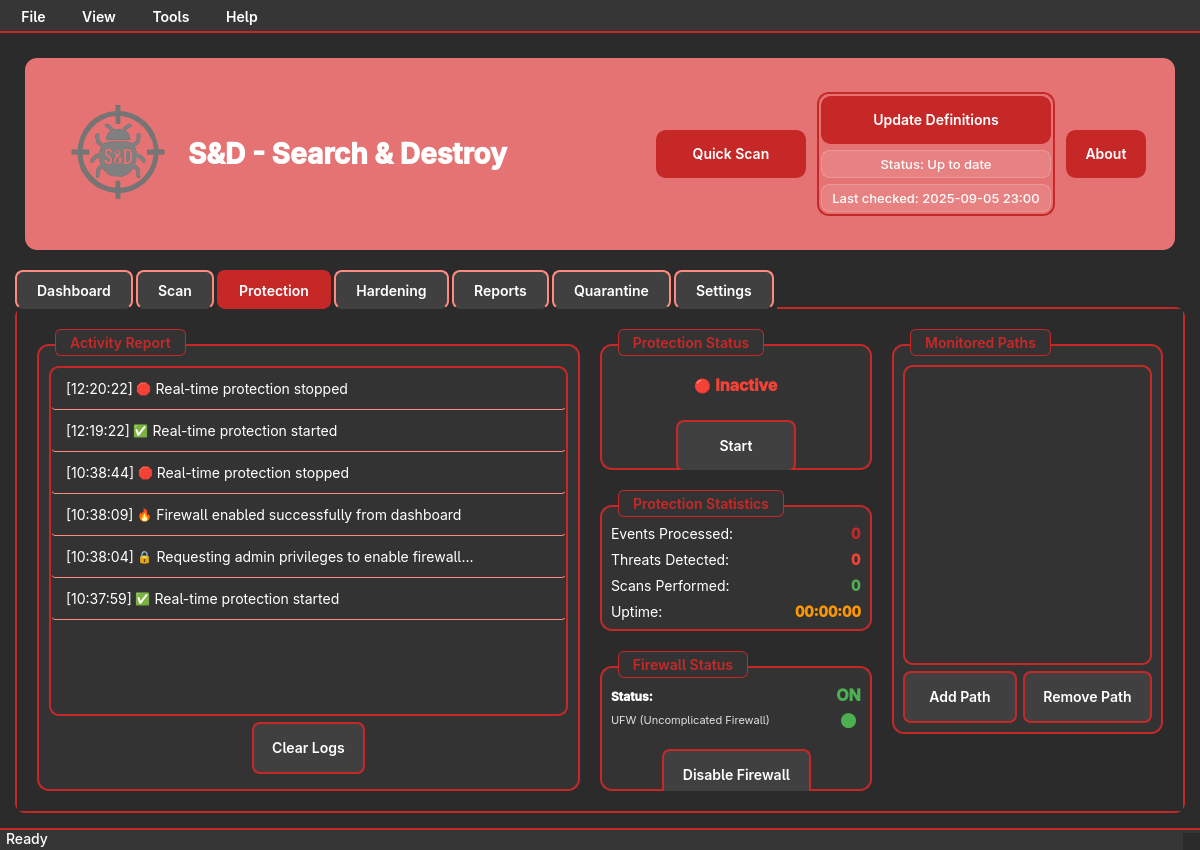 File View Tools Help
S&D
S&D - Search & Destroy
Quick Scan
Update Definitions
Status: Up to date
Last checked: 2025-09-05 23:00
About
Dashboard Scan Protection Hardening Reports Quarantine Settings
Activity Report
[12:20:22] 🛑 Real-time protection stopped
[12:19:22] ✅ Real-time protection started
[10:38:44] 🛑 Real-time protection stopped
[10:38:09] 🔥 Firewall enabled successfully from dashboard
[10:38:04] 🔒 Requesting admin privileges to enable firewall...
[10:37:59] ✅ Real-time protection started
Clear Logs
Protection Status
🔴 Inactive
Start
Protection Statistics
Events Processed: 0
Threats Detected: 0
Scans Performed: 0
Uptime: 00:00:00
Firewall Status
Status: ON
UFW (Uncomplicated Firewall)
Disable Firewall
Monitored Paths
Add Path Remove Path
Ready